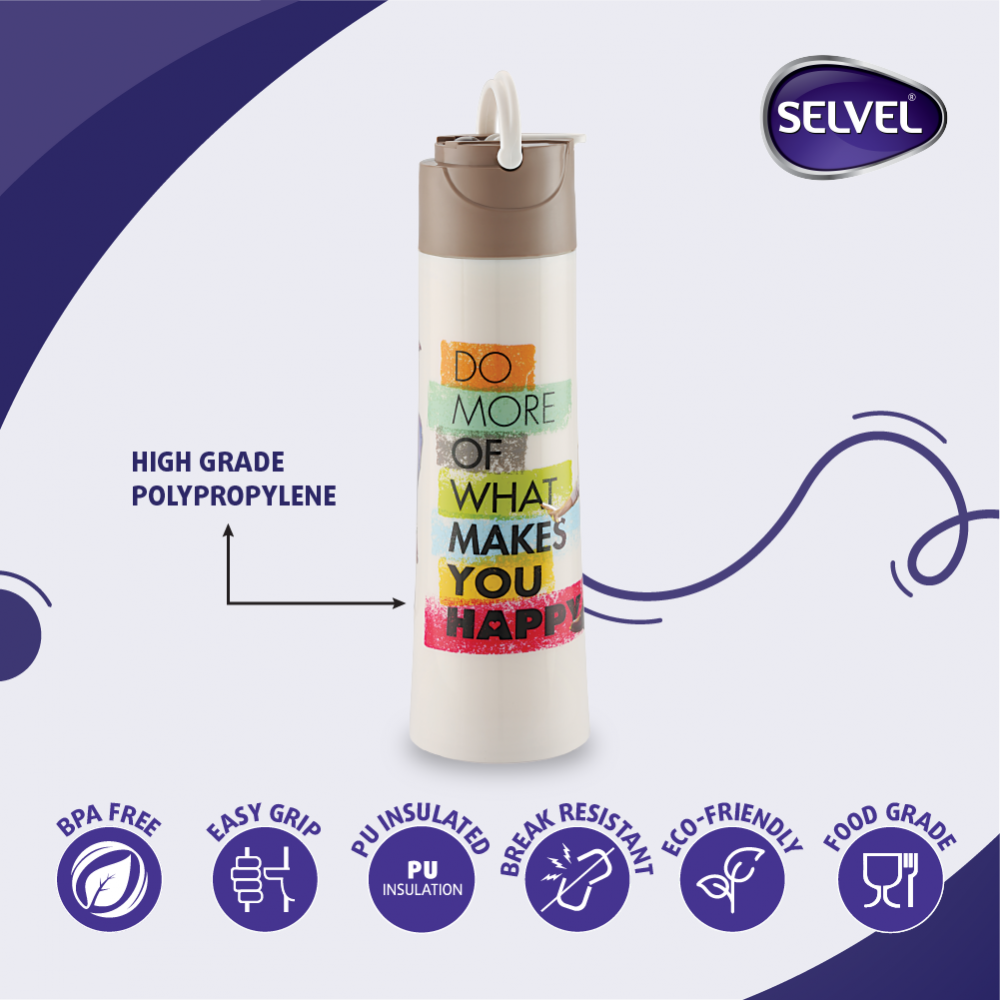 SELVEL®
DO
MORE
OF
WHAT
MAKES
YOU
HAPPY
HIGH GRADE
POLYPROPYLENE
BPA FREE
EASY GRIP
PU INSULATED
PU
INSULATION
BREAK RESISTANT
ECO-FRIENDLY
FOOD GRADE